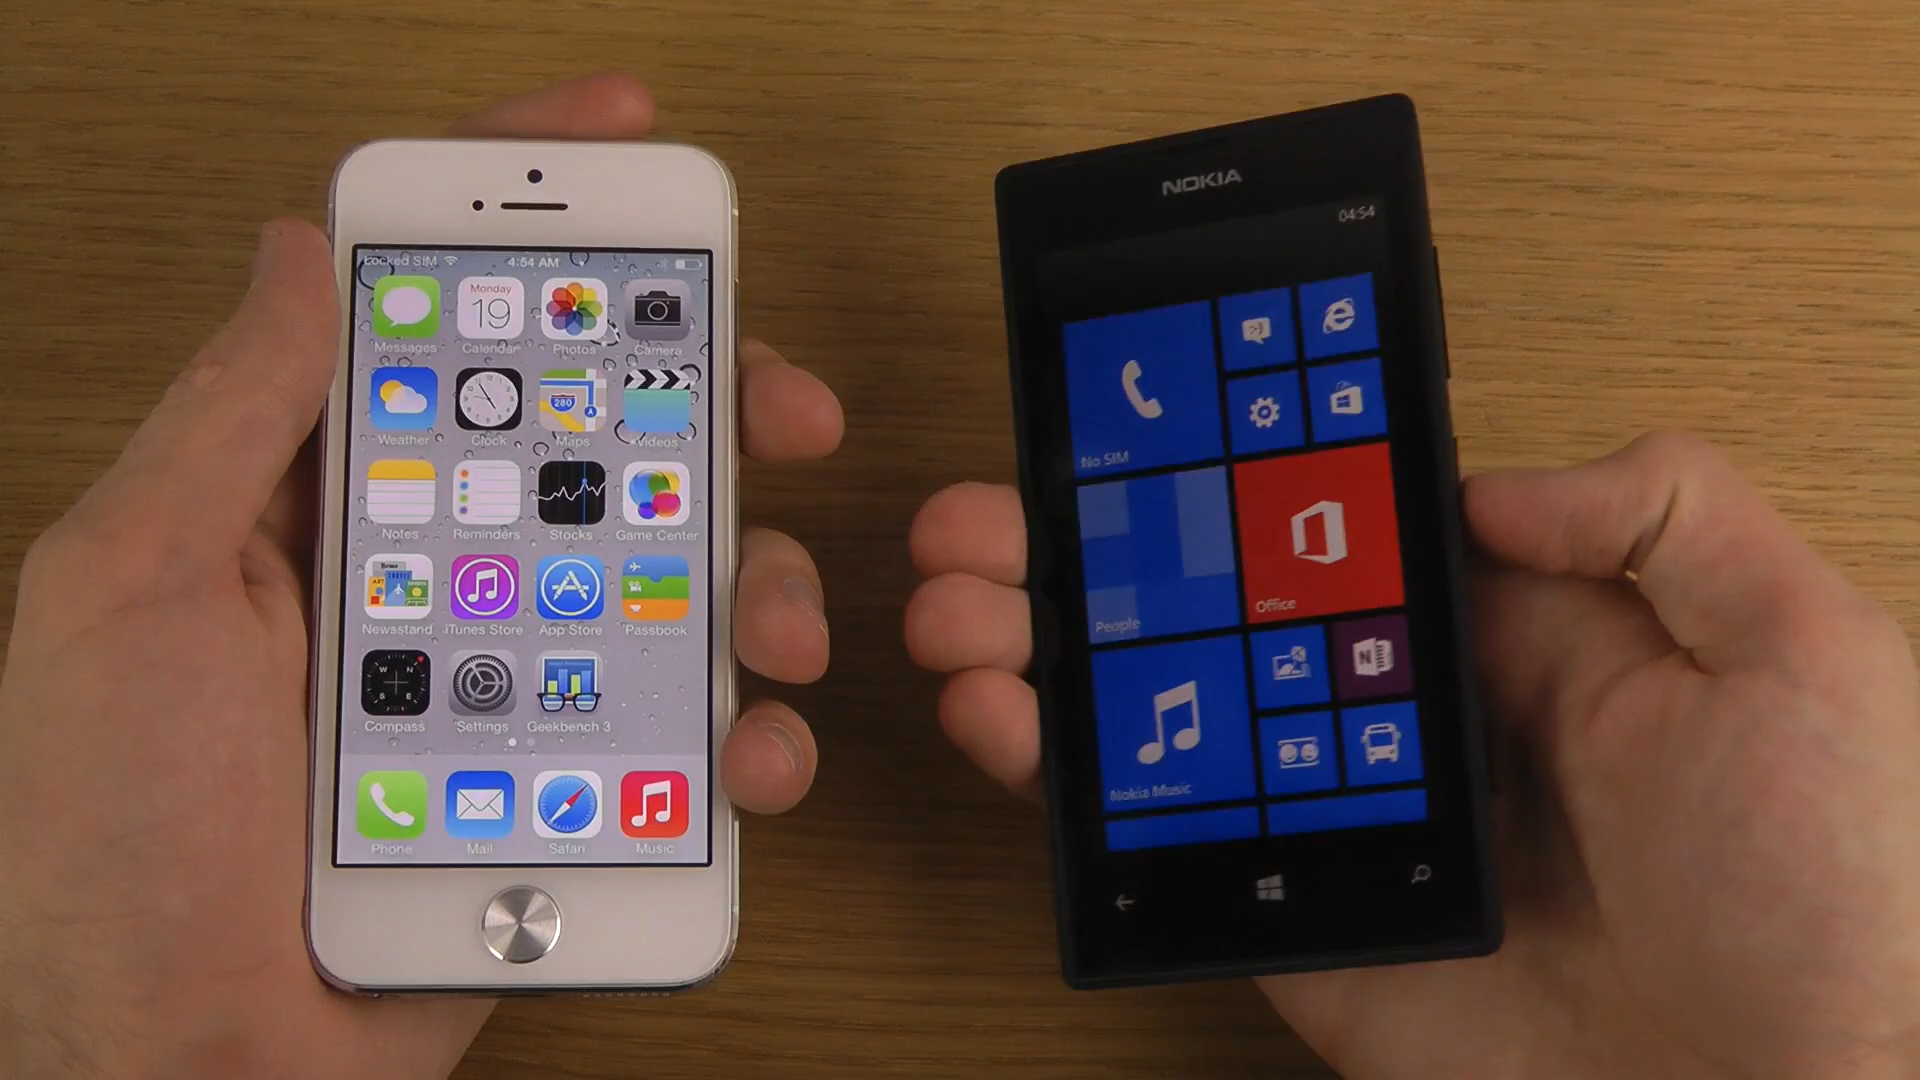 Locked SIM 4:54 AM
Monday
19
Messages Calendar Photos Camera
280
Weather Clock Maps Videos
Notes Reminders Stocks Game Center
Newsstand iTunes Store App Store Passbook
W N
S E
Compass Settings Geekbench 3
Phone Mail Safari Music
NOKIA
04:54
No SIM
People
Office
N
Nokia Music